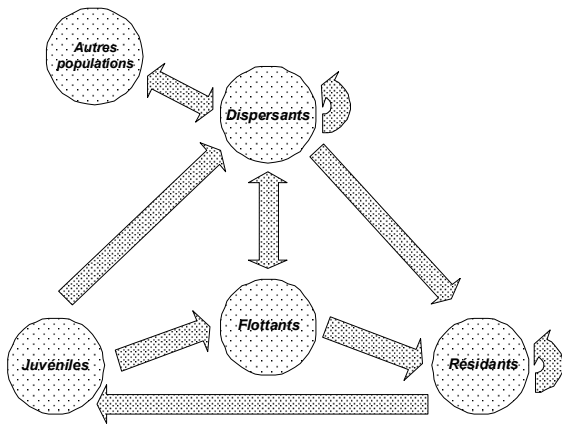 Autres
populations
Dispersants
Flottants
Juvéniles
Résidants